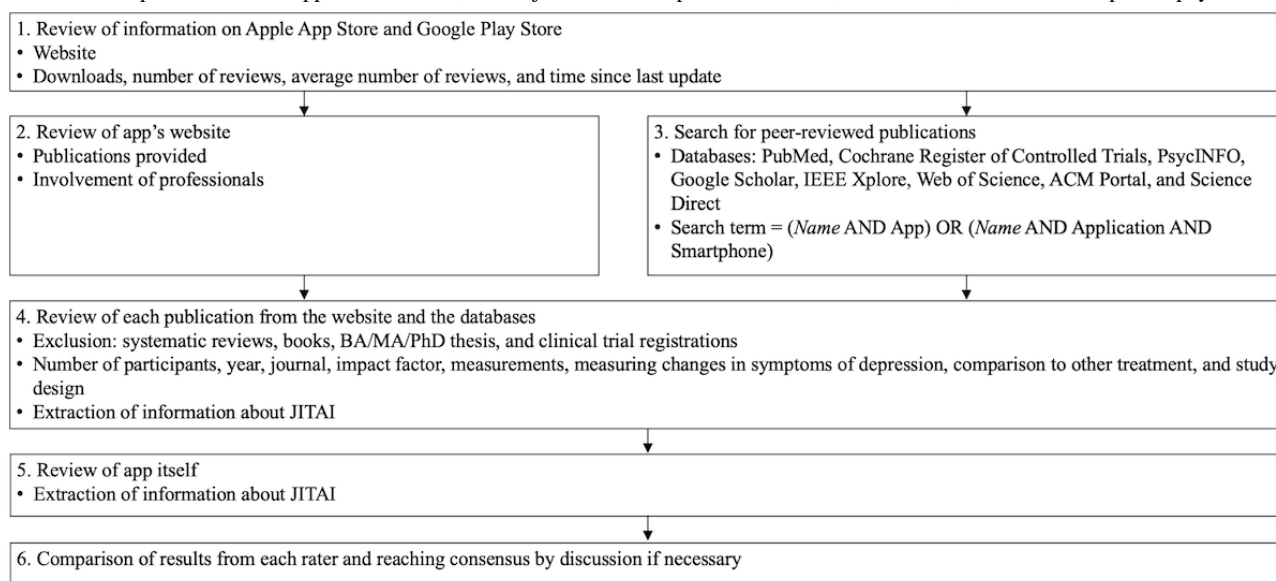 1. Review of information on Apple App Store and Google Play Store
• Website
• Downloads, number of reviews, average number of reviews, and time since last update
2. Review of app’s website
• Publications provided
• Involvement of professionals
3. Search for peer-reviewed publications
• Databases: PubMed, Cochrane Register of Controlled Trials, PsycINFO,
Google Scholar, IEEE Xplore, Web of Science, ACM Portal, and Science
Direct
• Search term = (Name AND App) OR (Name AND Application AND
Smartphone)
4. Review of each publication from the website and the databases
• Exclusion: systematic reviews, books, BA/MA/PhD thesis, and clinical trial registrations
• Number of participants, year, journal, impact factor, measurements, measuring changes in symptoms of depression, comparison to other treatment, and study
design
• Extraction of information about JITAI
5. Review of app itself
• Extraction of information about JITAI
6. Comparison of results from each rater and reaching consensus by discussion if necessary